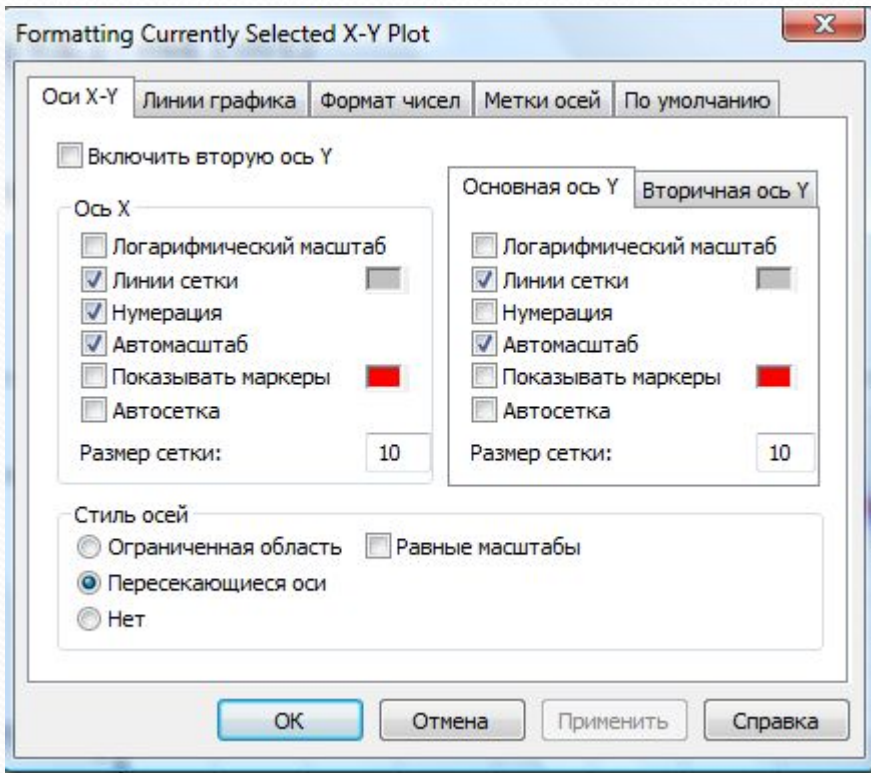 Formatting Currently Selected X-Y Plot
Оси X-Y Линии графика Формат чисел Метки осей По умолчанию
Включить вторую ось Y
Ось X
Логарифмический масштаб
Линии сетки
Нумерация
Автомасштаб
Показывать маркеры
Автосетка
Размер сетки: 10
Основная ось Y Вторичная ось Y
Логарифмический масштаб
Линии сетки
Нумерация
Автомасштаб
Показывать маркеры
Автосетка
Размер сетки: 10
Стиль осей
Ограниченная область Равные масштабы
Пересекающиеся оси
Нет
ОК Отмена Применить Справка